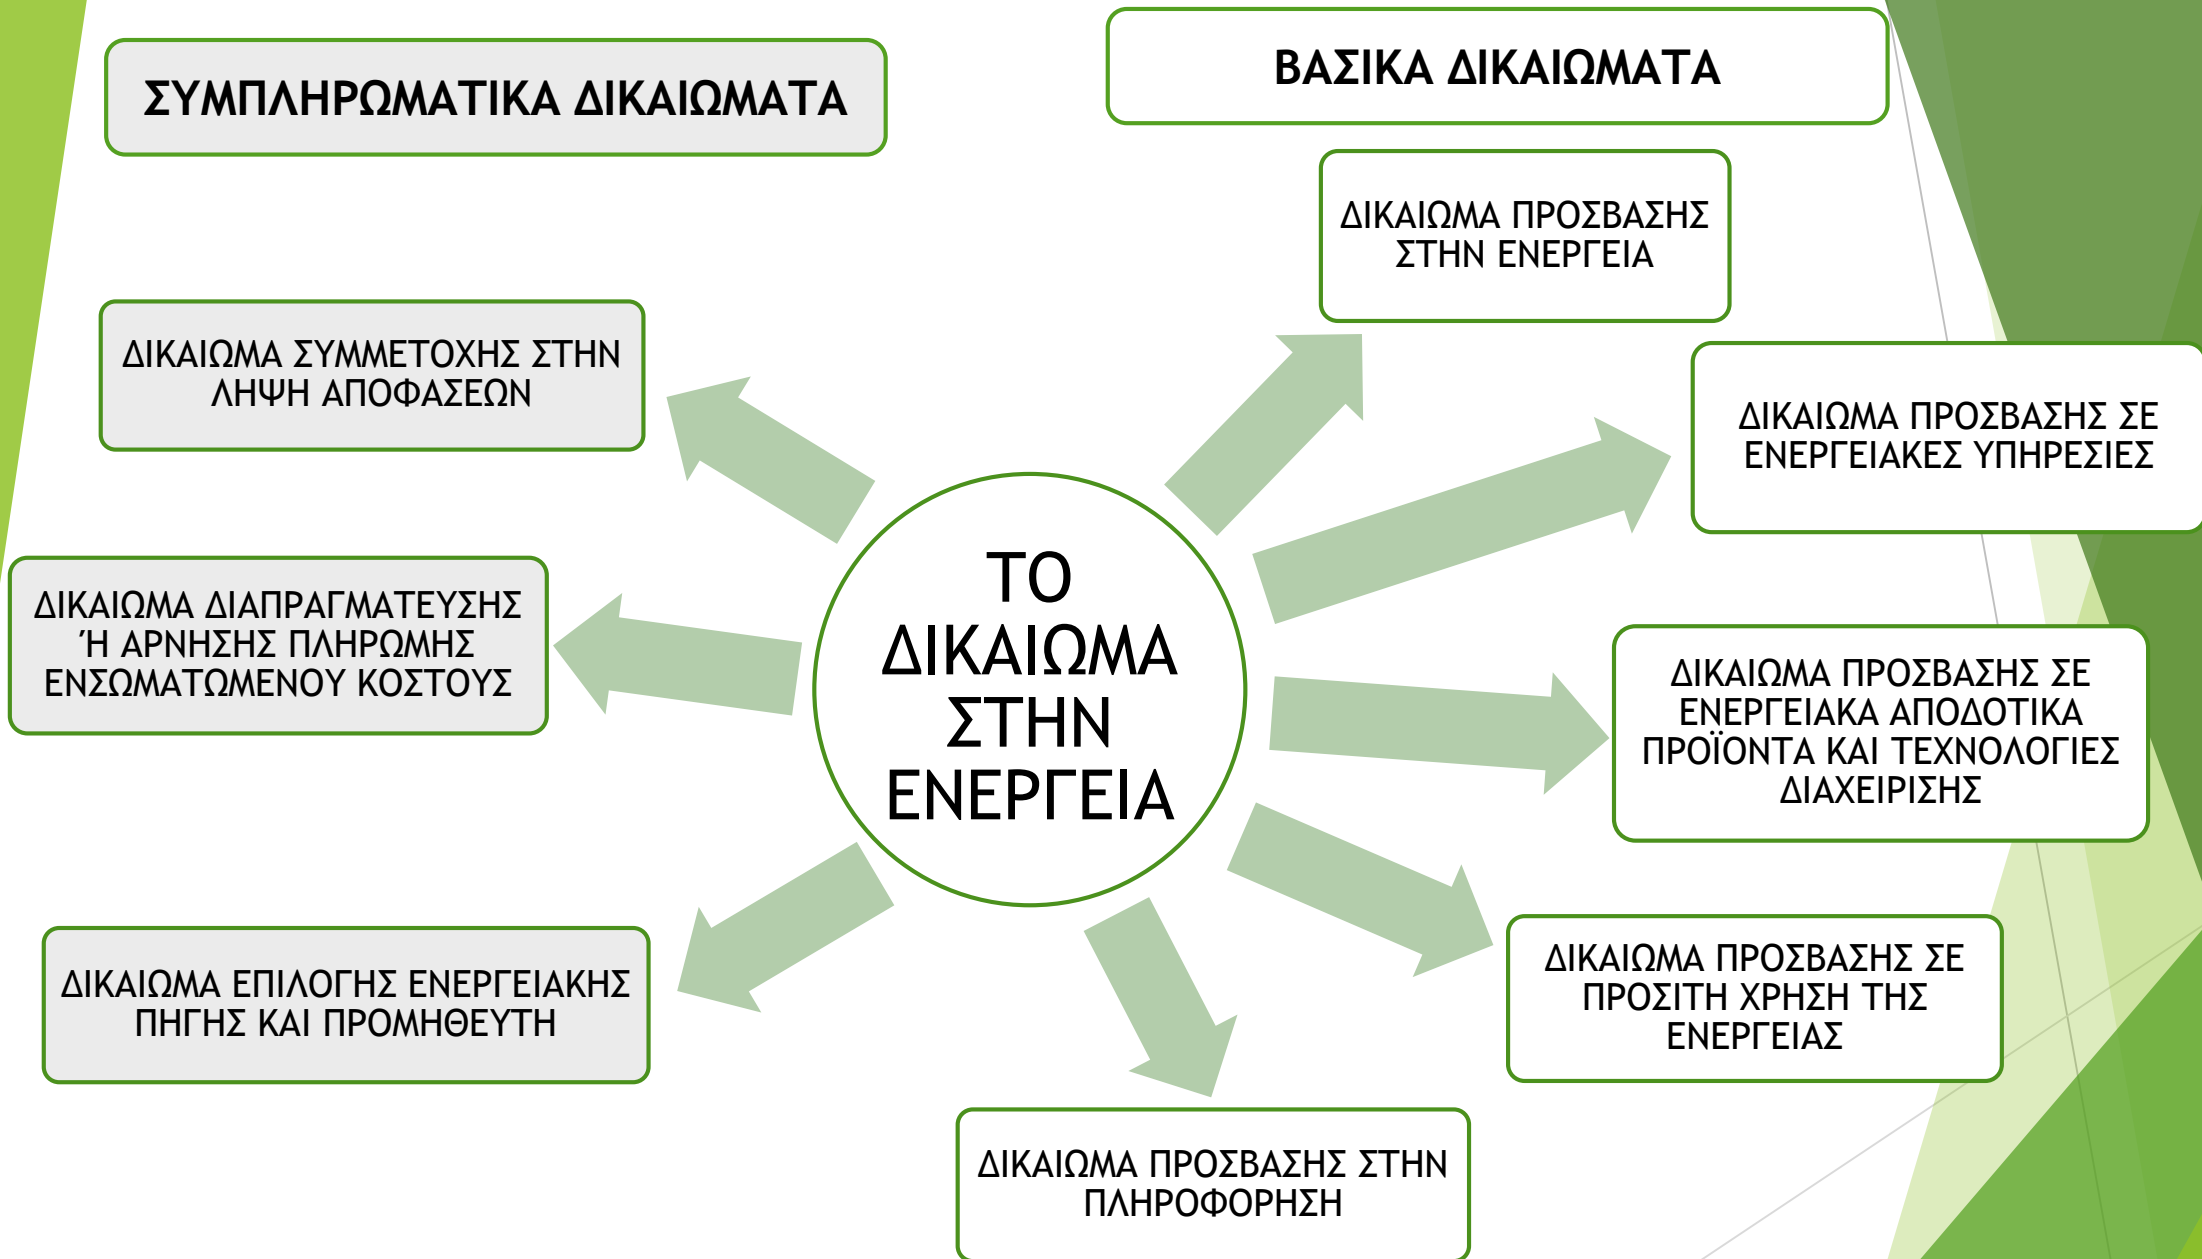 ΣΥΜΠΛΗΡΩΜΑΤΙΚΑ ΔΙΚΑΙΩΜΑΤΑ
ΒΑΣΙΚΑ ΔΙΚΑΙΩΜΑΤΑ
ΔΙΚΑΙΩΜΑ ΠΡΟΣΒΑΣΗΣ
ΣΤΗΝ ΕΝΕΡΓΕΙΑ
ΔΙΚΑΙΩΜΑ ΠΡΟΣΒΑΣΗΣ ΣΕ
ΕΝΕΡΓΕΙΑΚΕΣ ΥΠΗΡΕΣΙΕΣ
ΔΙΚΑΙΩΜΑ ΠΡΟΣΒΑΣΗΣ ΣΕ
ΕΝΕΡΓΕΙΑΚΑ ΑΠΟΔΟΤΙΚΑ
ΠΡΟΪΟΝΤΑ ΚΑΙ ΤΕΧΝΟΛΟΓΙΕΣ
ΔΙΑΧΕΙΡΙΣΗΣ
ΔΙΚΑΙΩΜΑ ΠΡΟΣΒΑΣΗΣ ΣΕ
ΠΡΟΣΙΤΗ ΧΡΗΣΗ ΤΗΣ
ΕΝΕΡΓΕΙΑΣ
ΔΙΚΑΙΩΜΑ ΠΡΟΣΒΑΣΗΣ ΣΤΗΝ
ΠΛΗΡΟΦΟΡΗΣΗ
ΔΙΚΑΙΩΜΑ ΕΠΙΛΟΓΗΣ ΕΝΕΡΓΕΙΑΚΗΣ
ΠΗΓΗΣ ΚΑΙ ΠΡΟΜΗΘΕΥΤΗ
ΔΙΚΑΙΩΜΑ ΔΙΑΠΡΑΓΜΑΤΕΥΣΗΣ
Ή ΑΡΝΗΣΗΣ ΠΛΗΡΩΜΗΣ
ΕΝΣΩΜΑΤΩΜΕΝΟΥ ΚΟΣΤΟΥΣ
ΔΙΚΑΙΩΜΑ ΣΥΜΜΕΤΟΧΗΣ ΣΤΗΝ
ΛΗΨΗ ΑΠΟΦΑΣΕΩΝ
ΤΟ
ΔΙΚΑΙΩΜΑ
ΣΤΗΝ
ΕΝΕΡΓΕΙΑ